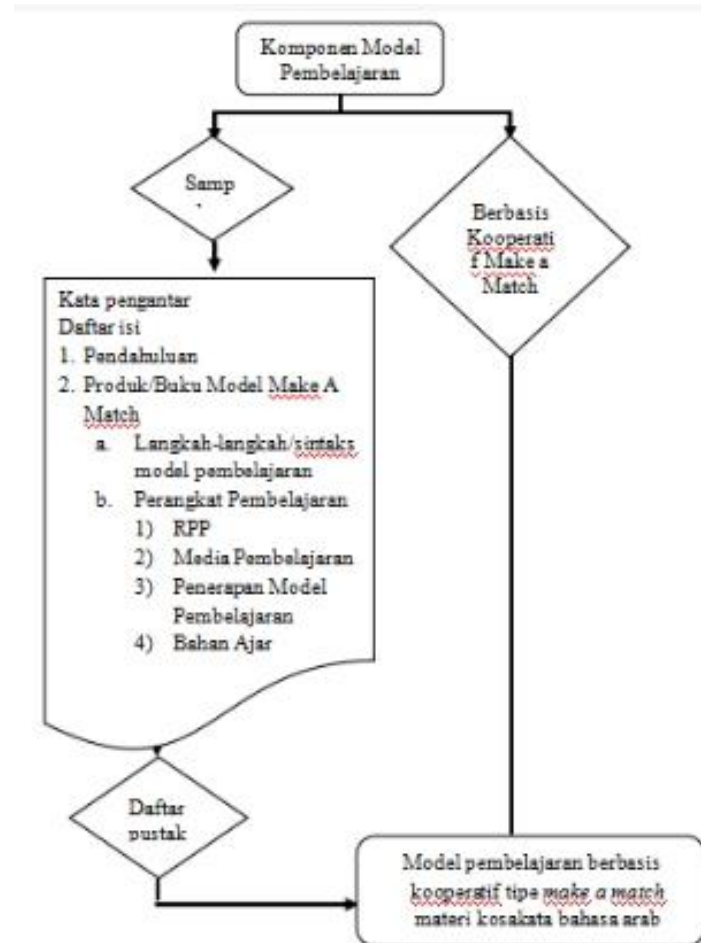 Komponen Model
Pembelajaran
Samp
Berbasis
Kooperati
f Make a
Match
Kata pengantar
Daftar isi
1. Pendahuluan
2. Produk/Buku Model Make A
Match
a. Langkah-langkah/sintaks
model pembelajaran
b. Perangkat Pembelajaran
1) RPP
2) Media Pembelajaran
3) Penerapan Model
Pembelajaran
4) Bahan Ajar
Daftar
pustak
Model pembelajaran berbasis
kooperatif tipe make a match
materi kosakata bahasa arab